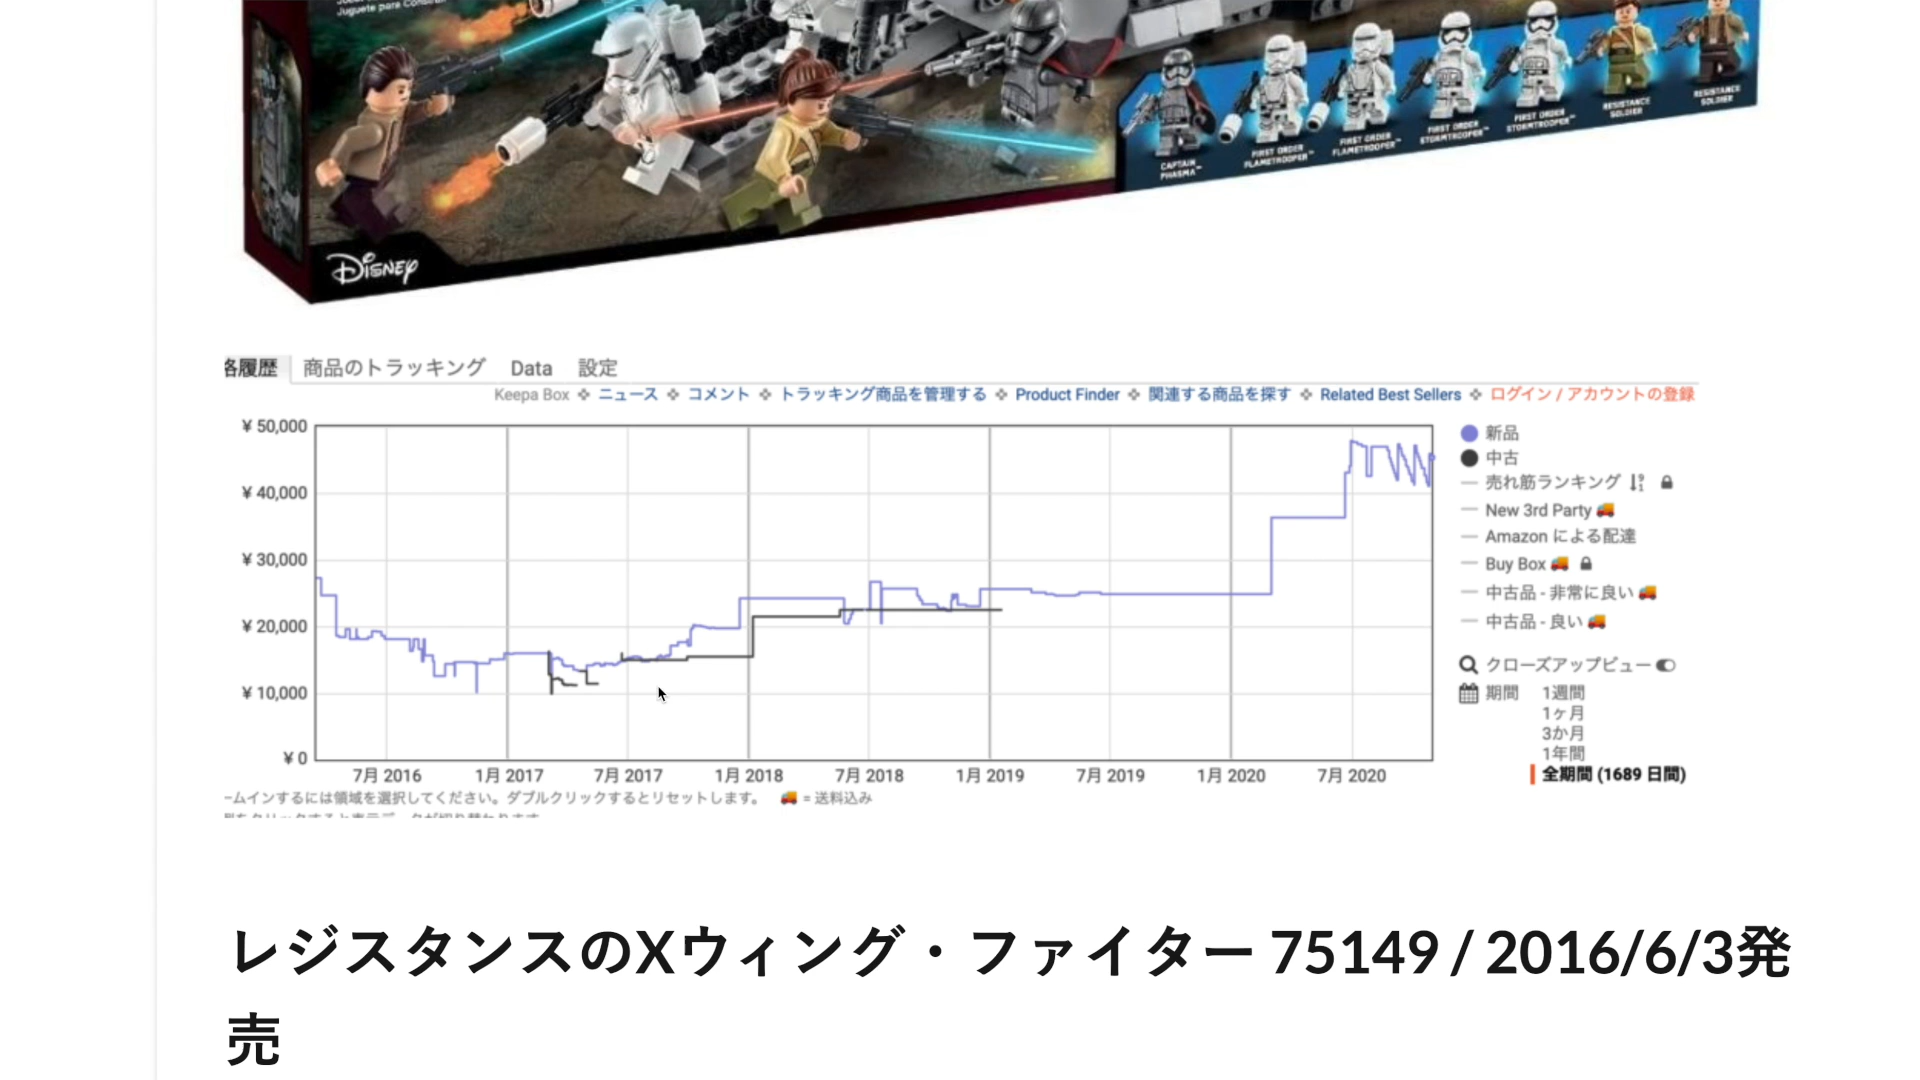 Juguete para Constru
CAPTAIN PHASMA™
FIRST ORDER FLAMETROOPER™
FIRST ORDER FLAMETROOPER™
FIRST ORDER STORMTROOPER™
FIRST ORDER STORMTROOPER™
RESISTANCE SOLDIER
RESISTANCE SOLDIER
Disney
格履歴 商品のトラッキング Data 設定
Keepa Box ❖ ニュース ❖ コメント ❖ トラッキング商品を管理する ❖ Product Finder ❖ 関連する商品を探す ❖ Related Best Sellers ❖ ログイン / アカウントの登録
¥ 50,000
¥ 40,000
¥ 30,000
¥ 20,000
¥ 10,000
¥ 0
7月 2016 1月 2017 7月 2017 1月 2018 7月 2018 1月 2019 7月 2019 1月 2020 7月 2020
新品
中古
売れ筋ランキング
New 3rd Party
Amazon による配達
Buy Box
中古品 - 非常に良い
中古品 - 良い
クローズアップビュー
期間 1週間
1ヶ月
3か月
1年間
全期間 (1689 日間)
ームインするには領域を選択してください。ダブルクリックするとリセットします。 = 送料込み
レジスタンスのXウィング・ファイター 75149 / 2016/6/3発
売